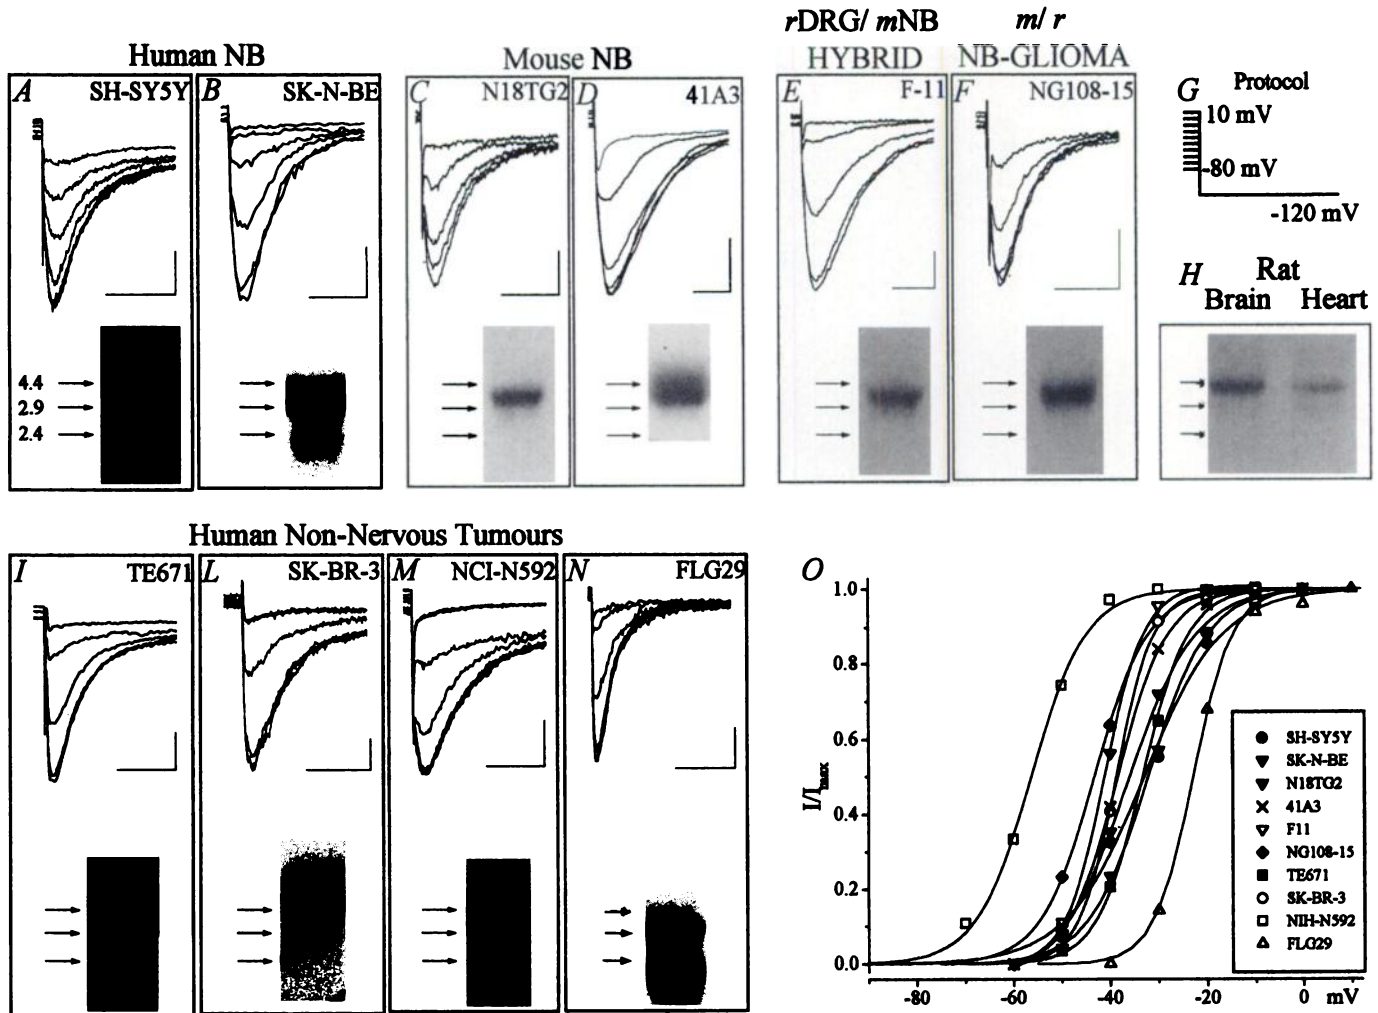 rDRG/ mNB
m/ r
Human NB
Mouse NB
HYBRID
NB-GLIOMA
A
SH-SY5Y
B
SK-N-BE
C
N18TG2
D
41A3
E
F-11
F
NG108-15
G
Protocol
10 mV
-80 mV
-120 mV
H
Rat
Brain
Heart
4.4
2.9
2.4
Human Non-Nervous Tumours
I
TE671
L
SK-BR-3
M
NCI-N592
N
FLG29
O
1.0
0.8
0.6
0.4
0.2
0.0
I/Imax
-80
-60
-40
-20
0
mV
SH-SY5Y
SK-N-BE
N18TG2
41A3
F11
NG108-15
TE671
SK-BR-3
NIH-N592
FLG29